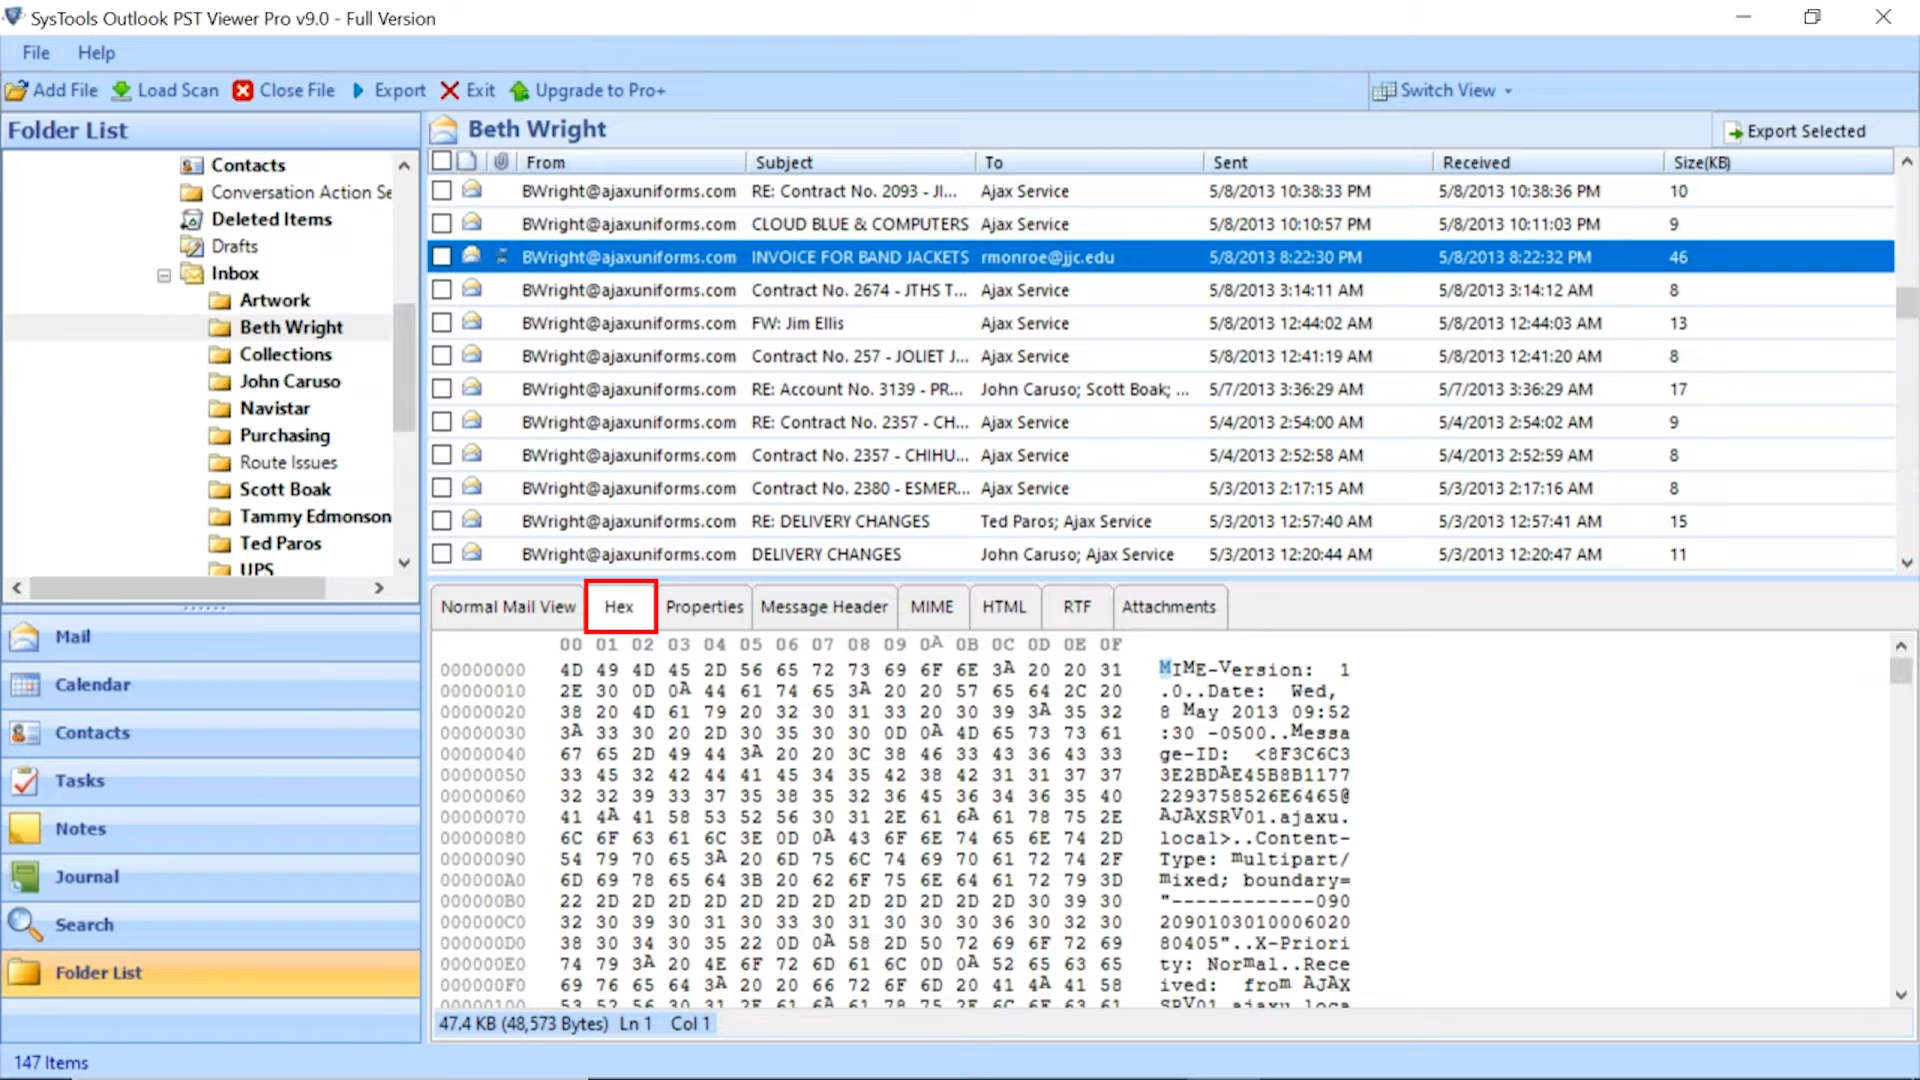 SysTools Outlook PST Viewer Pro v9.0 - Full Version
File Help
Add File Load Scan Close File Export Exit Upgrade to Pro+ Switch View
Folder List
Contacts
Conversation Action Se
Deleted Items
Drafts
Inbox
Artwork
Beth Wright
Collections
John Caruso
Navistar
Purchasing
Route Issues
Scott Boak
Tammy Edmonson
Ted Paros
UPS
Mail
Calendar
Contacts
Tasks
Notes
Journal
Search
Folder List
147 Items
Beth Wright Export Selected
From Subject To Sent Received Size(KB)
BWright@ajaxuniforms.com RE: Contract No. 2093 - JI... Ajax Service 5/8/2013 10:38:33 PM 5/8/2013 10:38:36 PM 10
BWright@ajaxuniforms.com CLOUD BLUE & COMPUTERS Ajax Service 5/8/2013 10:10:57 PM 5/8/2013 10:11:03 PM 9
BWright@ajaxuniforms.com INVOICE FOR BAND JACKETS rmonroe@jjc.edu 5/8/2013 8:22:30 PM 5/8/2013 8:22:32 PM 46
BWright@ajaxuniforms.com Contract No. 2674 - JTHS T... Ajax Service 5/8/2013 3:14:11 AM 5/8/2013 3:14:12 AM 8
BWright@ajaxuniforms.com FW: Jim Ellis Ajax Service 5/8/2013 12:44:02 AM 5/8/2013 12:44:03 AM 13
BWright@ajaxuniforms.com Contract No. 257 - JOLIET J... Ajax Service 5/8/2013 12:41:19 AM 5/8/2013 12:41:20 AM 8
BWright@ajaxuniforms.com RE: Account No. 3139 - PR... John Caruso; Scott Boak; ... 5/7/2013 3:36:29 AM 5/7/2013 3:36:29 AM 17
BWright@ajaxuniforms.com RE: Contract No. 2357 - CH... Ajax Service 5/4/2013 2:54:00 AM 5/4/2013 2:54:02 AM 9
BWright@ajaxuniforms.com Contract No. 2357 - CHIHU... Ajax Service 5/4/2013 2:52:58 AM 5/4/2013 2:52:59 AM 8
BWright@ajaxuniforms.com Contract No. 2380 - ESMER... Ajax Service 5/3/2013 2:17:15 AM 5/3/2013 2:17:16 AM 8
BWright@ajaxuniforms.com RE: DELIVERY CHANGES Ted Paros; Ajax Service 5/3/2013 12:57:40 AM 5/3/2013 12:57:41 AM 15
BWright@ajaxuniforms.com DELIVERY CHANGES John Caruso; Ajax Service 5/3/2013 12:20:44 AM 5/3/2013 12:20:47 AM 11
Normal Mail View Hex Properties Message Header MIME HTML RTF Attachments
00 01 02 03 04 05 06 07 08 09 0A 0B 0C 0D 0E 0F
00000000 4D 49 4D 45 2D 56 65 72 73 69 6F 6E 3A 20 20 31 MIME-Version:  1
00000010 2E 30 0D 0A 44 61 74 65 3A 20 20 57 65 64 2C 20 .0..Date:  Wed,
00000020 38 20 4D 61 79 20 32 30 31 33 20 30 39 3A 35 32 8 May 2013 09:52
00000030 3A 33 30 20 2D 30 35 30 30 0D 0A 4D 65 73 73 61 :30 -0500..Messa
00000040 67 65 2D 49 44 3A 20 20 3C 38 46 33 43 36 43 33 ge-ID:  <8F3C6C3
00000050 33 45 32 42 44 41 45 34 35 42 38 42 31 31 37 37 3E2BDAE45B8B1177
00000060 32 32 39 33 37 35 38 35 32 36 45 36 34 36 35 40 2293758526E6465@
00000070 41 4A 41 58 53 52 56 30 31 2E 61 6A 61 78 75 2E AJAXSRV01.ajaxu.
00000080 6C 6F 63 61 6C 3E 0D 0A 43 6F 6E 74 65 6E 74 2D local>..Content-
00000090 54 79 70 65 3A 20 6D 75 6C 74 69 70 61 72 74 2F Type: multipart/
000000A0 6D 69 78 65 64 3B 20 62 6F 75 6E 64 61 72 79 3D mixed; boundary=
000000B0 22 2D 2D 2D 2D 2D 2D 2D 2D 2D 2D 2D 2D 30 39 30 "------------090
000000C0 32 30 39 30 31 30 33 30 31 30 30 30 36 30 32 30 2090103010006020
000000D0 38 30 34 30 35 22 0D 0A 58 2D 50 72 69 6F 72 69 80405"..X-Priori
000000E0 74 79 3A 20 4E 6F 72 6D 61 6C 0D 0A 52 65 63 65 ty: Normal..Rece
000000F0 69 76 65 64 3A 20 20 66 72 6F 6D 20 41 4A 41 58 ived:  from AJAX
00000100 53 52 56 30 31 2E 61 6A 61 78 75 2E 6C 6F 63 61 SRV01.ajaxu.loca
47.4 KB (48,573 Bytes) Ln 1 Col 1